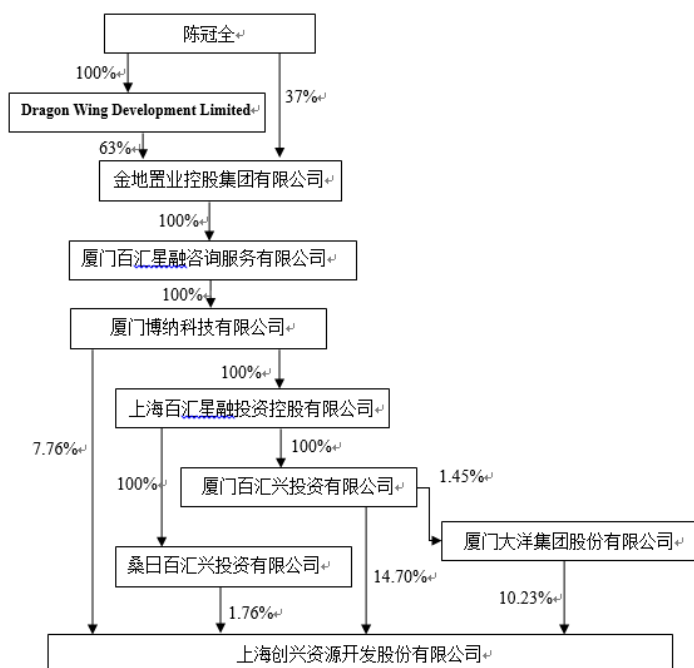 陈冠全
100%
37%
Dragon Wing Development Limited
63%
金地置业控股集团有限公司
100%
厦门百汇星融咨询服务有限公司
100%
厦门博纳科技有限公司
100%
上海百汇星融投资控股有限公司
7.76%
100%
100%
厦门百汇兴投资有限公司
1.45%
厦门大洋集团股份有限公司
桑日百汇兴投资有限公司
14.70%
10.23%
1.76%
上海创兴资源开发股份有限公司